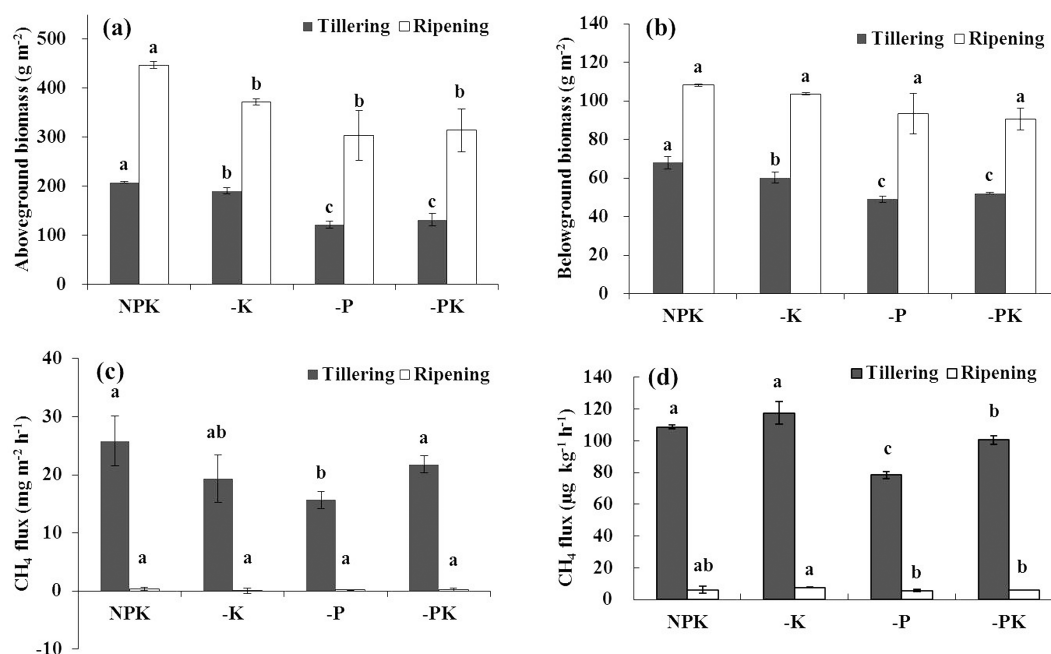 (a)
Tillering Ripening
Aboveground biomass (g m⁻²)
500
400
300
200
100
0
a
a
b
b
c
b
c
b
NPK -K -P -PK
(b)
Tillering Ripening
Belowground biomass (g m⁻²)
140
120
100
80
60
40
20
0
a
a
b
a
c
a
c
a
NPK -K -P -PK
(c)
Tillering Ripening
CH₄ flux (mg m⁻² h⁻¹)
40
30
20
10
0
-10
a
a
ab
a
b
a
a
a
NPK -K -P -PK
(d)
Tillering Ripening
CH₄ flux (µg kg⁻¹ h⁻¹)
140
120
100
80
60
40
20
0
a
ab
a
a
c
b
b
b
NPK -K -P -PK